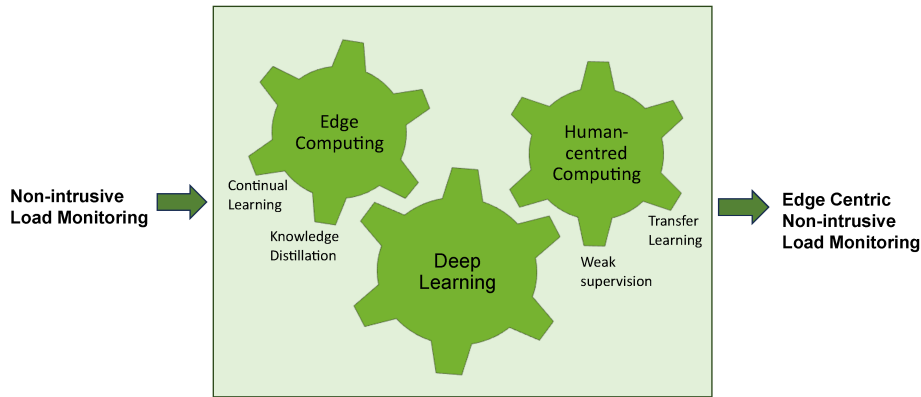 Non-intrusive
Load Monitoring
Edge
Computing
Continual
Learning
Knowledge
Distillation
Deep
Learning
Human-
centred
Computing
Weak
supervision
Transfer
Learning
Edge Centric
Non-intrusive
Load Monitoring